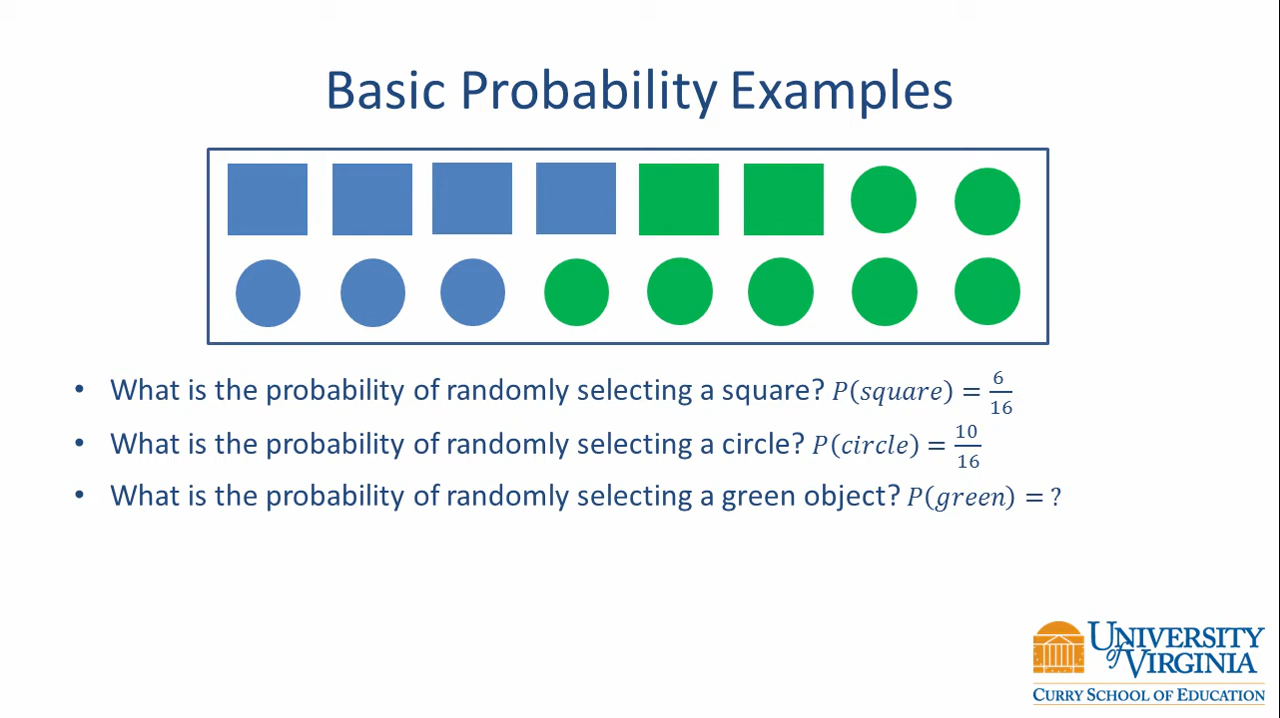 Basic Probability Examples
• What is the probability of randomly selecting a square? P(square) = 6/16
• What is the probability of randomly selecting a circle? P(circle) = 10/16
• What is the probability of randomly selecting a green object? P(green) = ?
UNIVERSITY
of VIRGINIA
CURRY SCHOOL OF EDUCATION